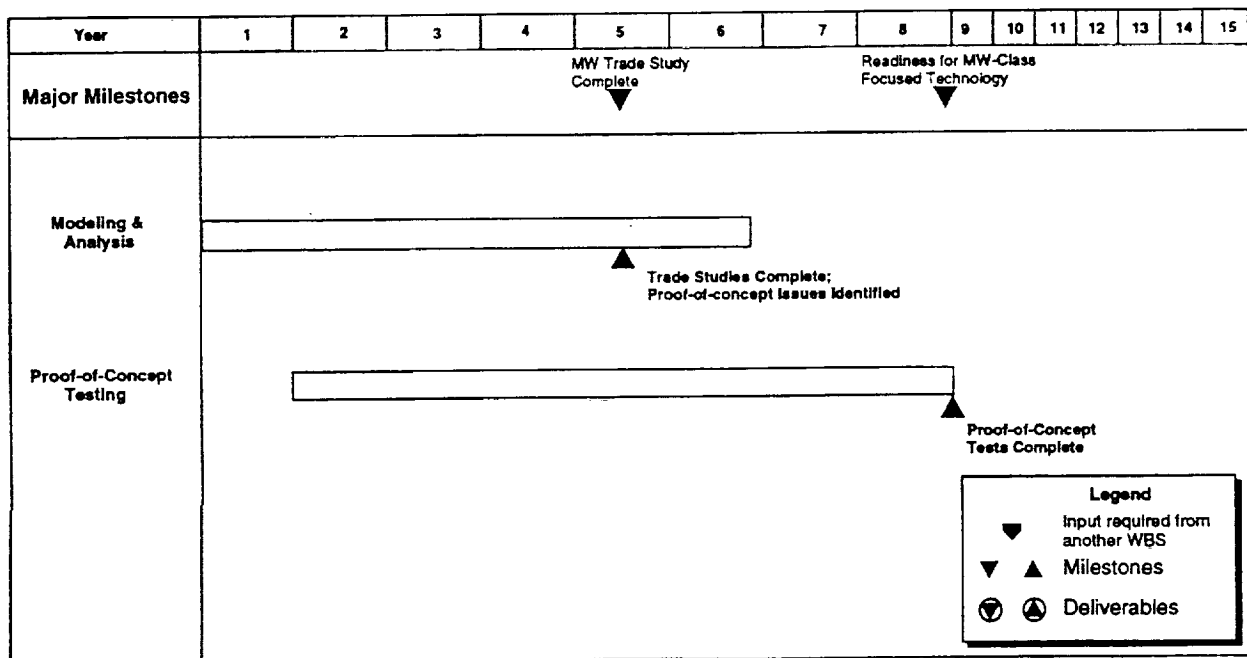 Year 1 2 3 4 5 6 7 8 9 10 11 12 13 14 15
Major Milestones
MW Trade Study
Complete
Readiness for MW-Class
Focused Technology
Modeling &
Analysis
Trade Studies Complete;
Proof-of-concept Issues Identified
Proof-of-Concept
Testing
Proof-of-Concept
Tests Complete
Legend
Input required from
another WBS
Milestones
Deliverables